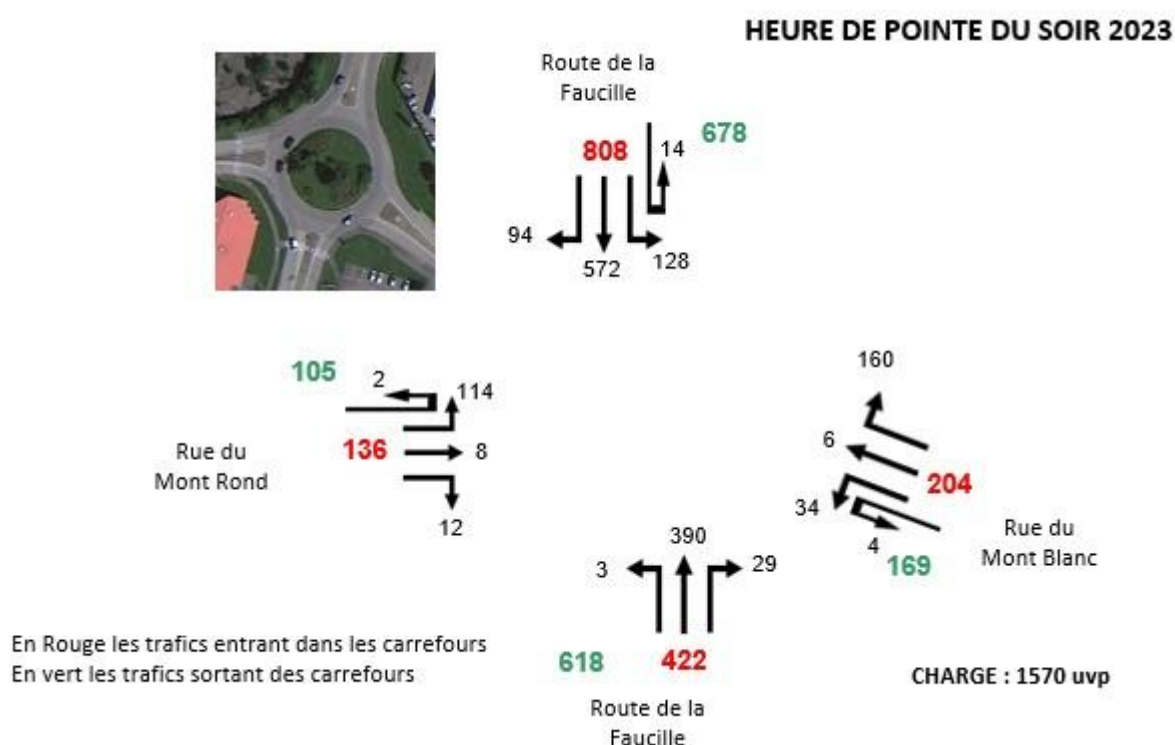 HEURE DE POINTE DU SOIR 2023
Route de la
Faucille
808
678
14
94
572
128
105
2
114
Rue du
Mont Rond
136
8
12
160
6
204
34
4
169
Rue du
Mont Blanc
390
3
29
618
422
Route de la
Faucille
En Rouge les trafics entrant dans les carrefours
En vert les trafics sortant des carrefours
CHARGE : 1570 uvp